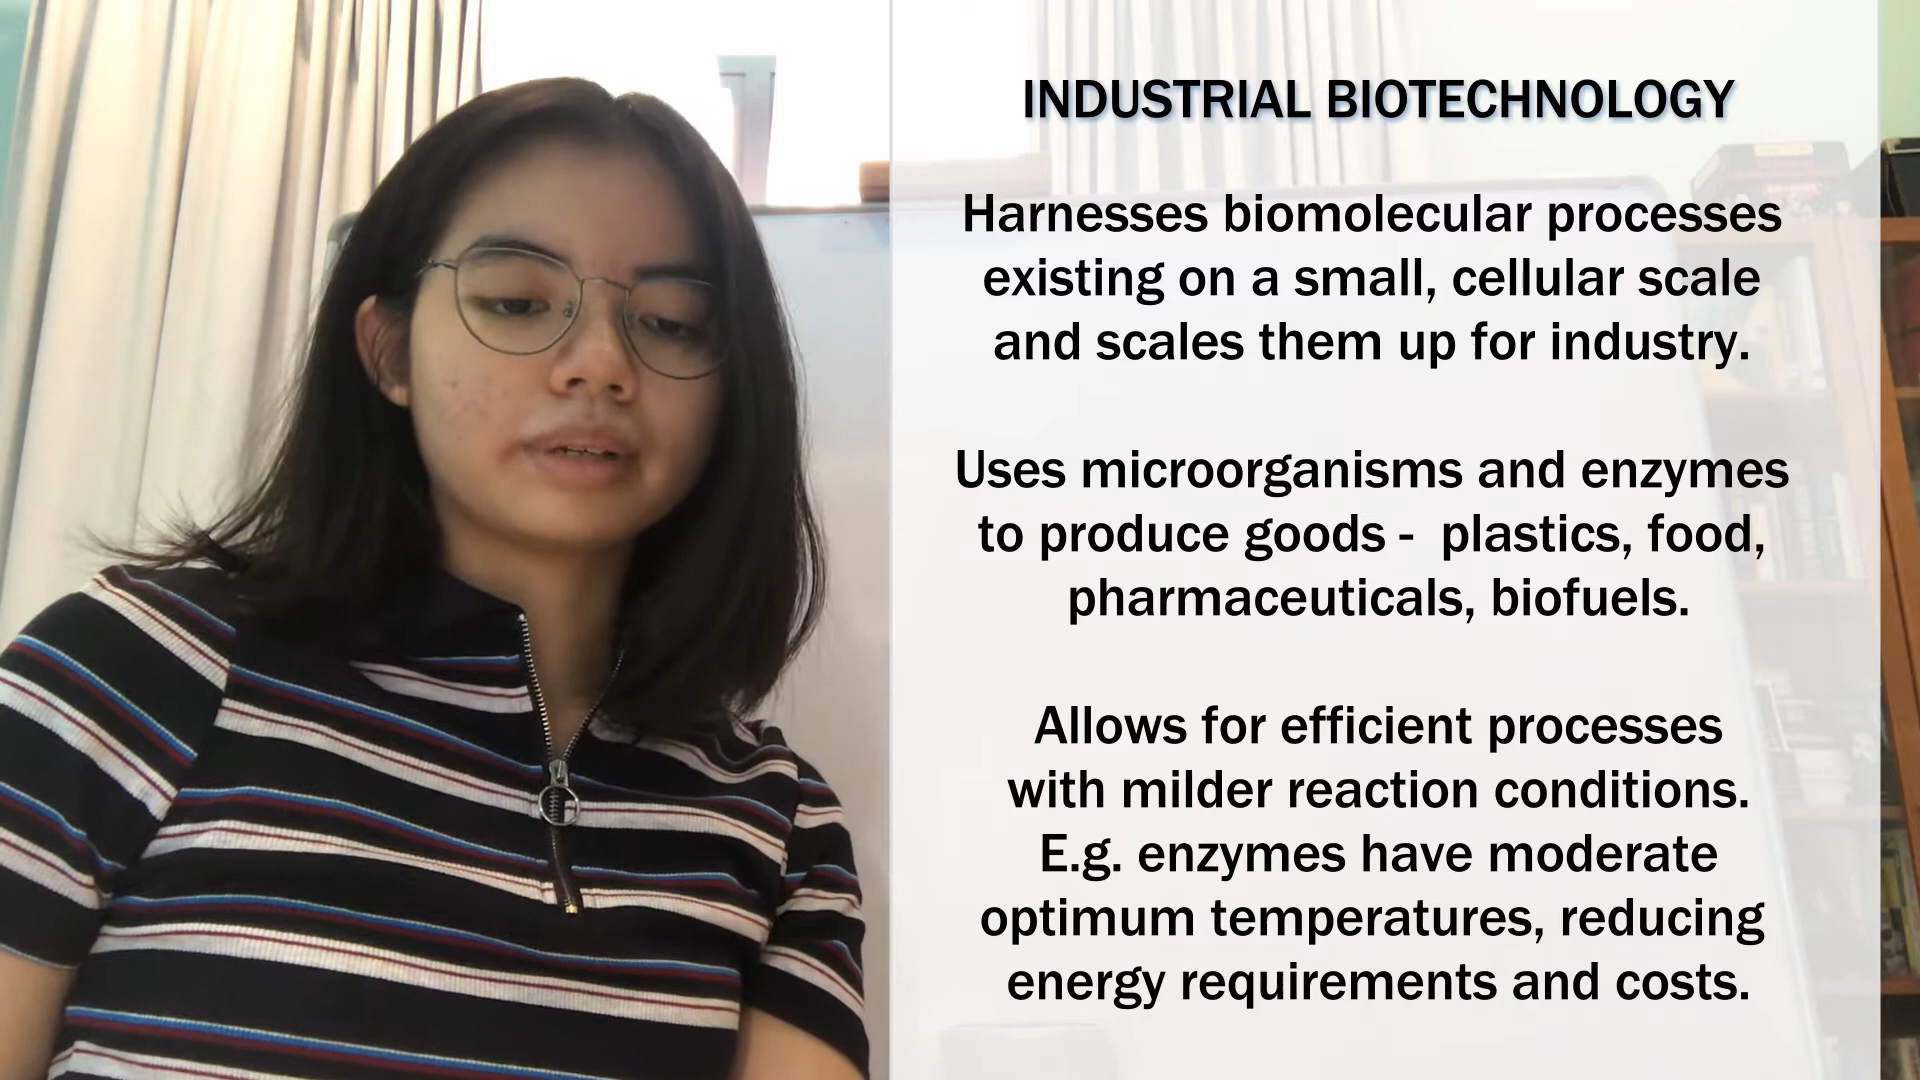 INDUSTRIAL BIOTECHNOLOGY
Harnesses biomolecular processes
existing on a small, cellular scale
and scales them up for industry.
Uses microorganisms and enzymes
to produce goods -  plastics, food,
pharmaceuticals, biofuels.
Allows for efficient processes
with milder reaction conditions.
E.g. enzymes have moderate
optimum temperatures, reducing
energy requirements and costs.